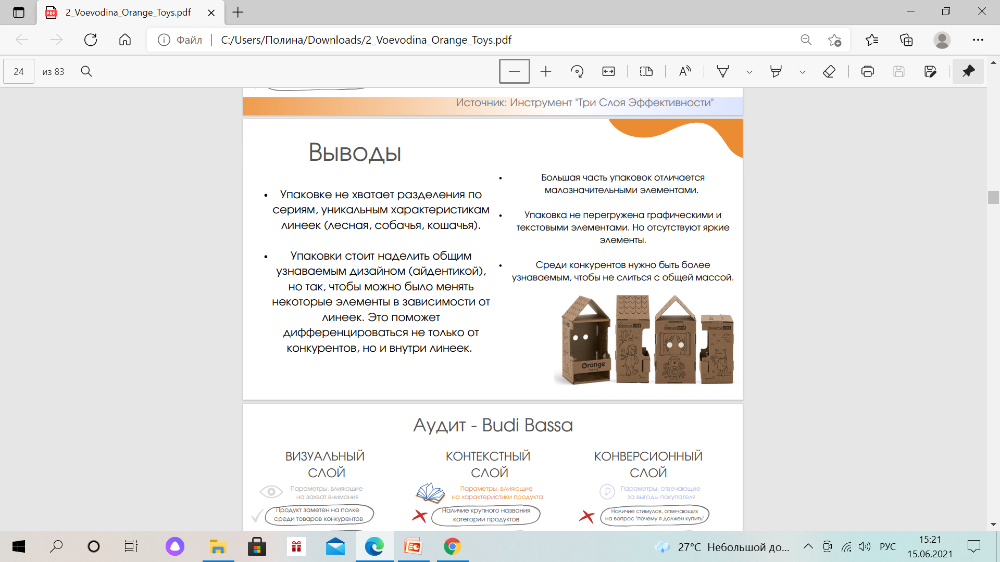 2_Voevodina_Orange_Toys.pdf
Файл
C:/Users/Полина/Downloads/2_Voevodina_Orange_Toys.pdf
24
из 83
Источник: Инструмент "Три Слоя Эффективности"
Выводы
• Упаковке не хватает разделения по
сериям, уникальным характеристикам
линеек (лесная, собачья, кошачья).
• Упаковки стоит наделить общим
узнаваемым дизайном (айдентикой),
но так, чтобы можно было менять
некоторые элементы в зависимости от
линеек. Это поможет
дифференцироваться не только от
конкурентов, но и внутри линеек.
• Большая часть упаковок отличается
малозначительными элементами.
• Упаковка не перегружена графическими и
текстовыми элементами. Но отсутствуют яркие
элементы.
• Среди конкурентов нужно быть более
узнаваемым, чтобы не слиться с общей массой.
Orange
TOYS
Аудит - Budi Bassa
ВИЗУАЛЬНЫЙ
СЛОЙ
Параметры, влияющие
на захват внимания
Продукт заметен на полке
среди товаров конкурентов
КОНТЕКСТНЫЙ
СЛОЙ
Параметры, влияющие
на характеристики продукта
Наличие крупного названия
категории продуктов
КОНВЕРСИОННЫЙ
СЛОЙ
Параметры, отвечающие
за выгоды покупателя
Наличие стимулов, отвечающих
на вопрос "почему я должен купить"
27°C Небольшой до...
РУС
15:21
15.06.2021